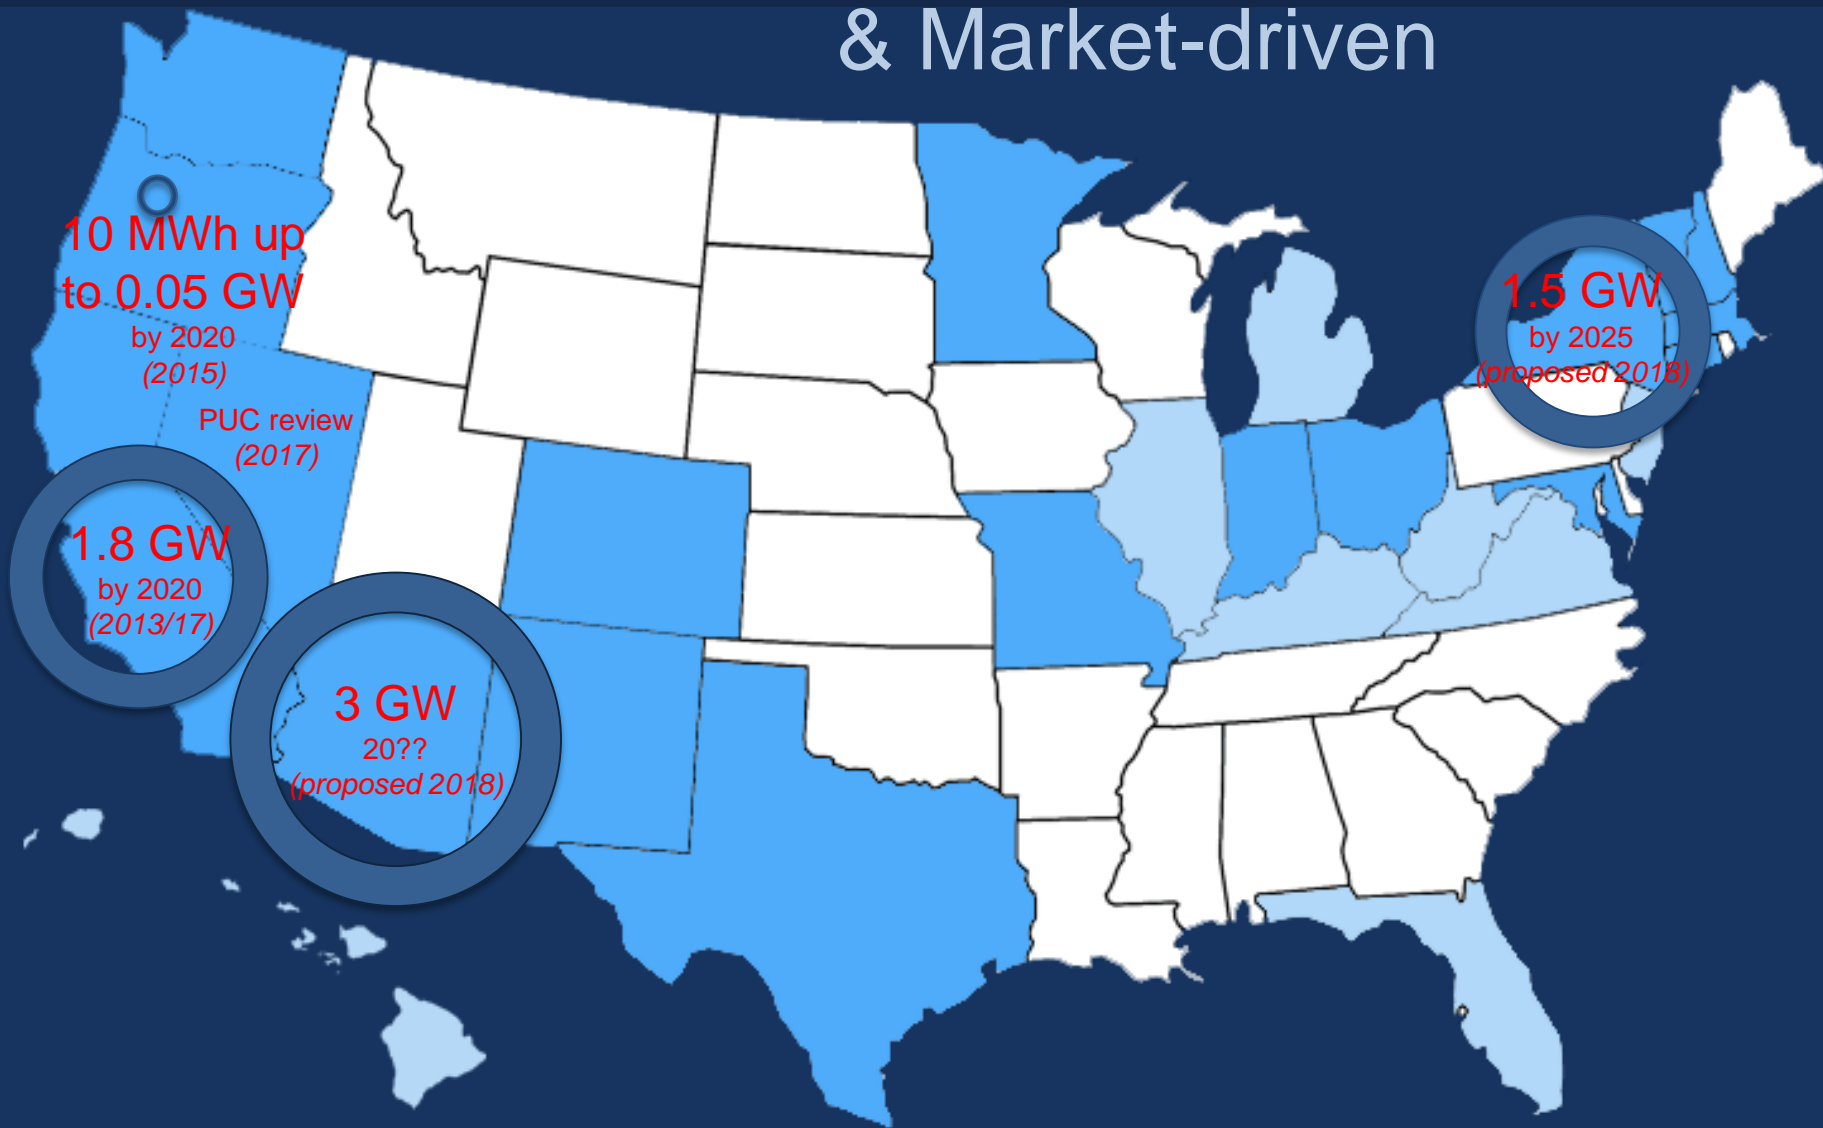 & Market-driven
10 MWh up
to 0.05 GW
by 2020
(2015)
PUC review
(2017)
1.8 GW
by 2020
(2013/17)
3 GW
20??
(proposed 2018)
1.5 GW
by 2025
(proposed 2018)